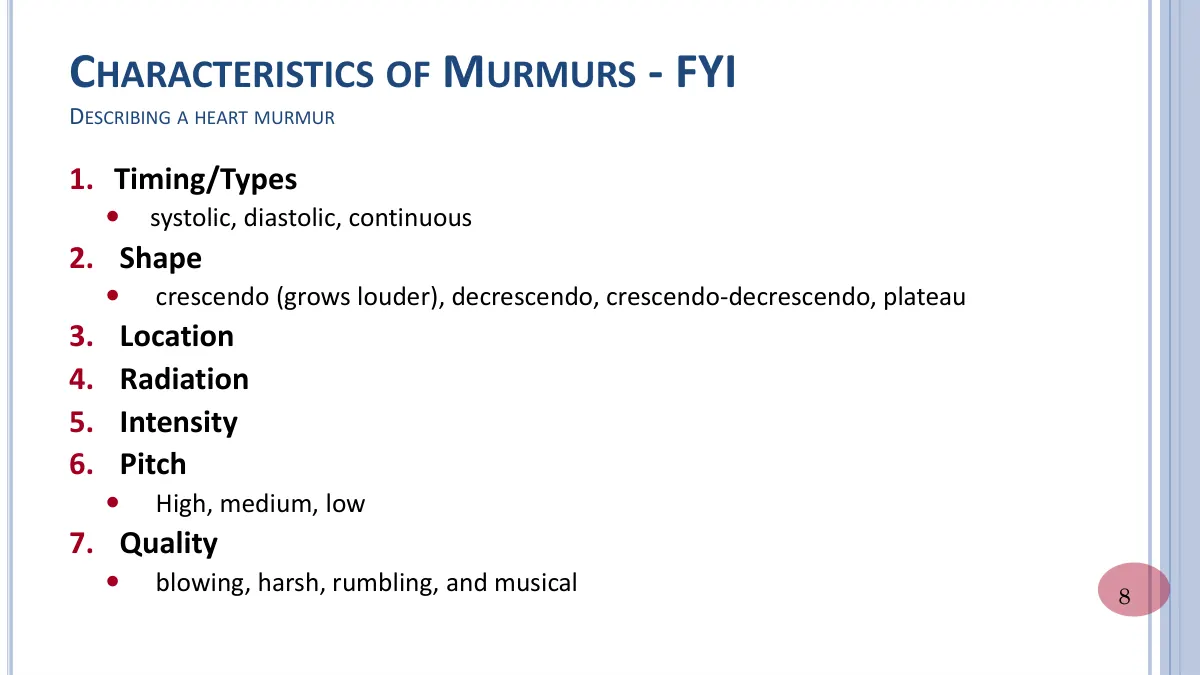 CHARACTERISTICS OF MURMURS - FYI
DESCRIBING A HEART MURMUR
1. Timing/Types
• systolic, diastolic, continuous
2. Shape
• crescendo (grows louder), decrescendo, crescendo-decrescendo, plateau
3. Location
4. Radiation
5. Intensity
6. Pitch
• High, medium, low
7. Quality
• blowing, harsh, rumbling, and musical
8